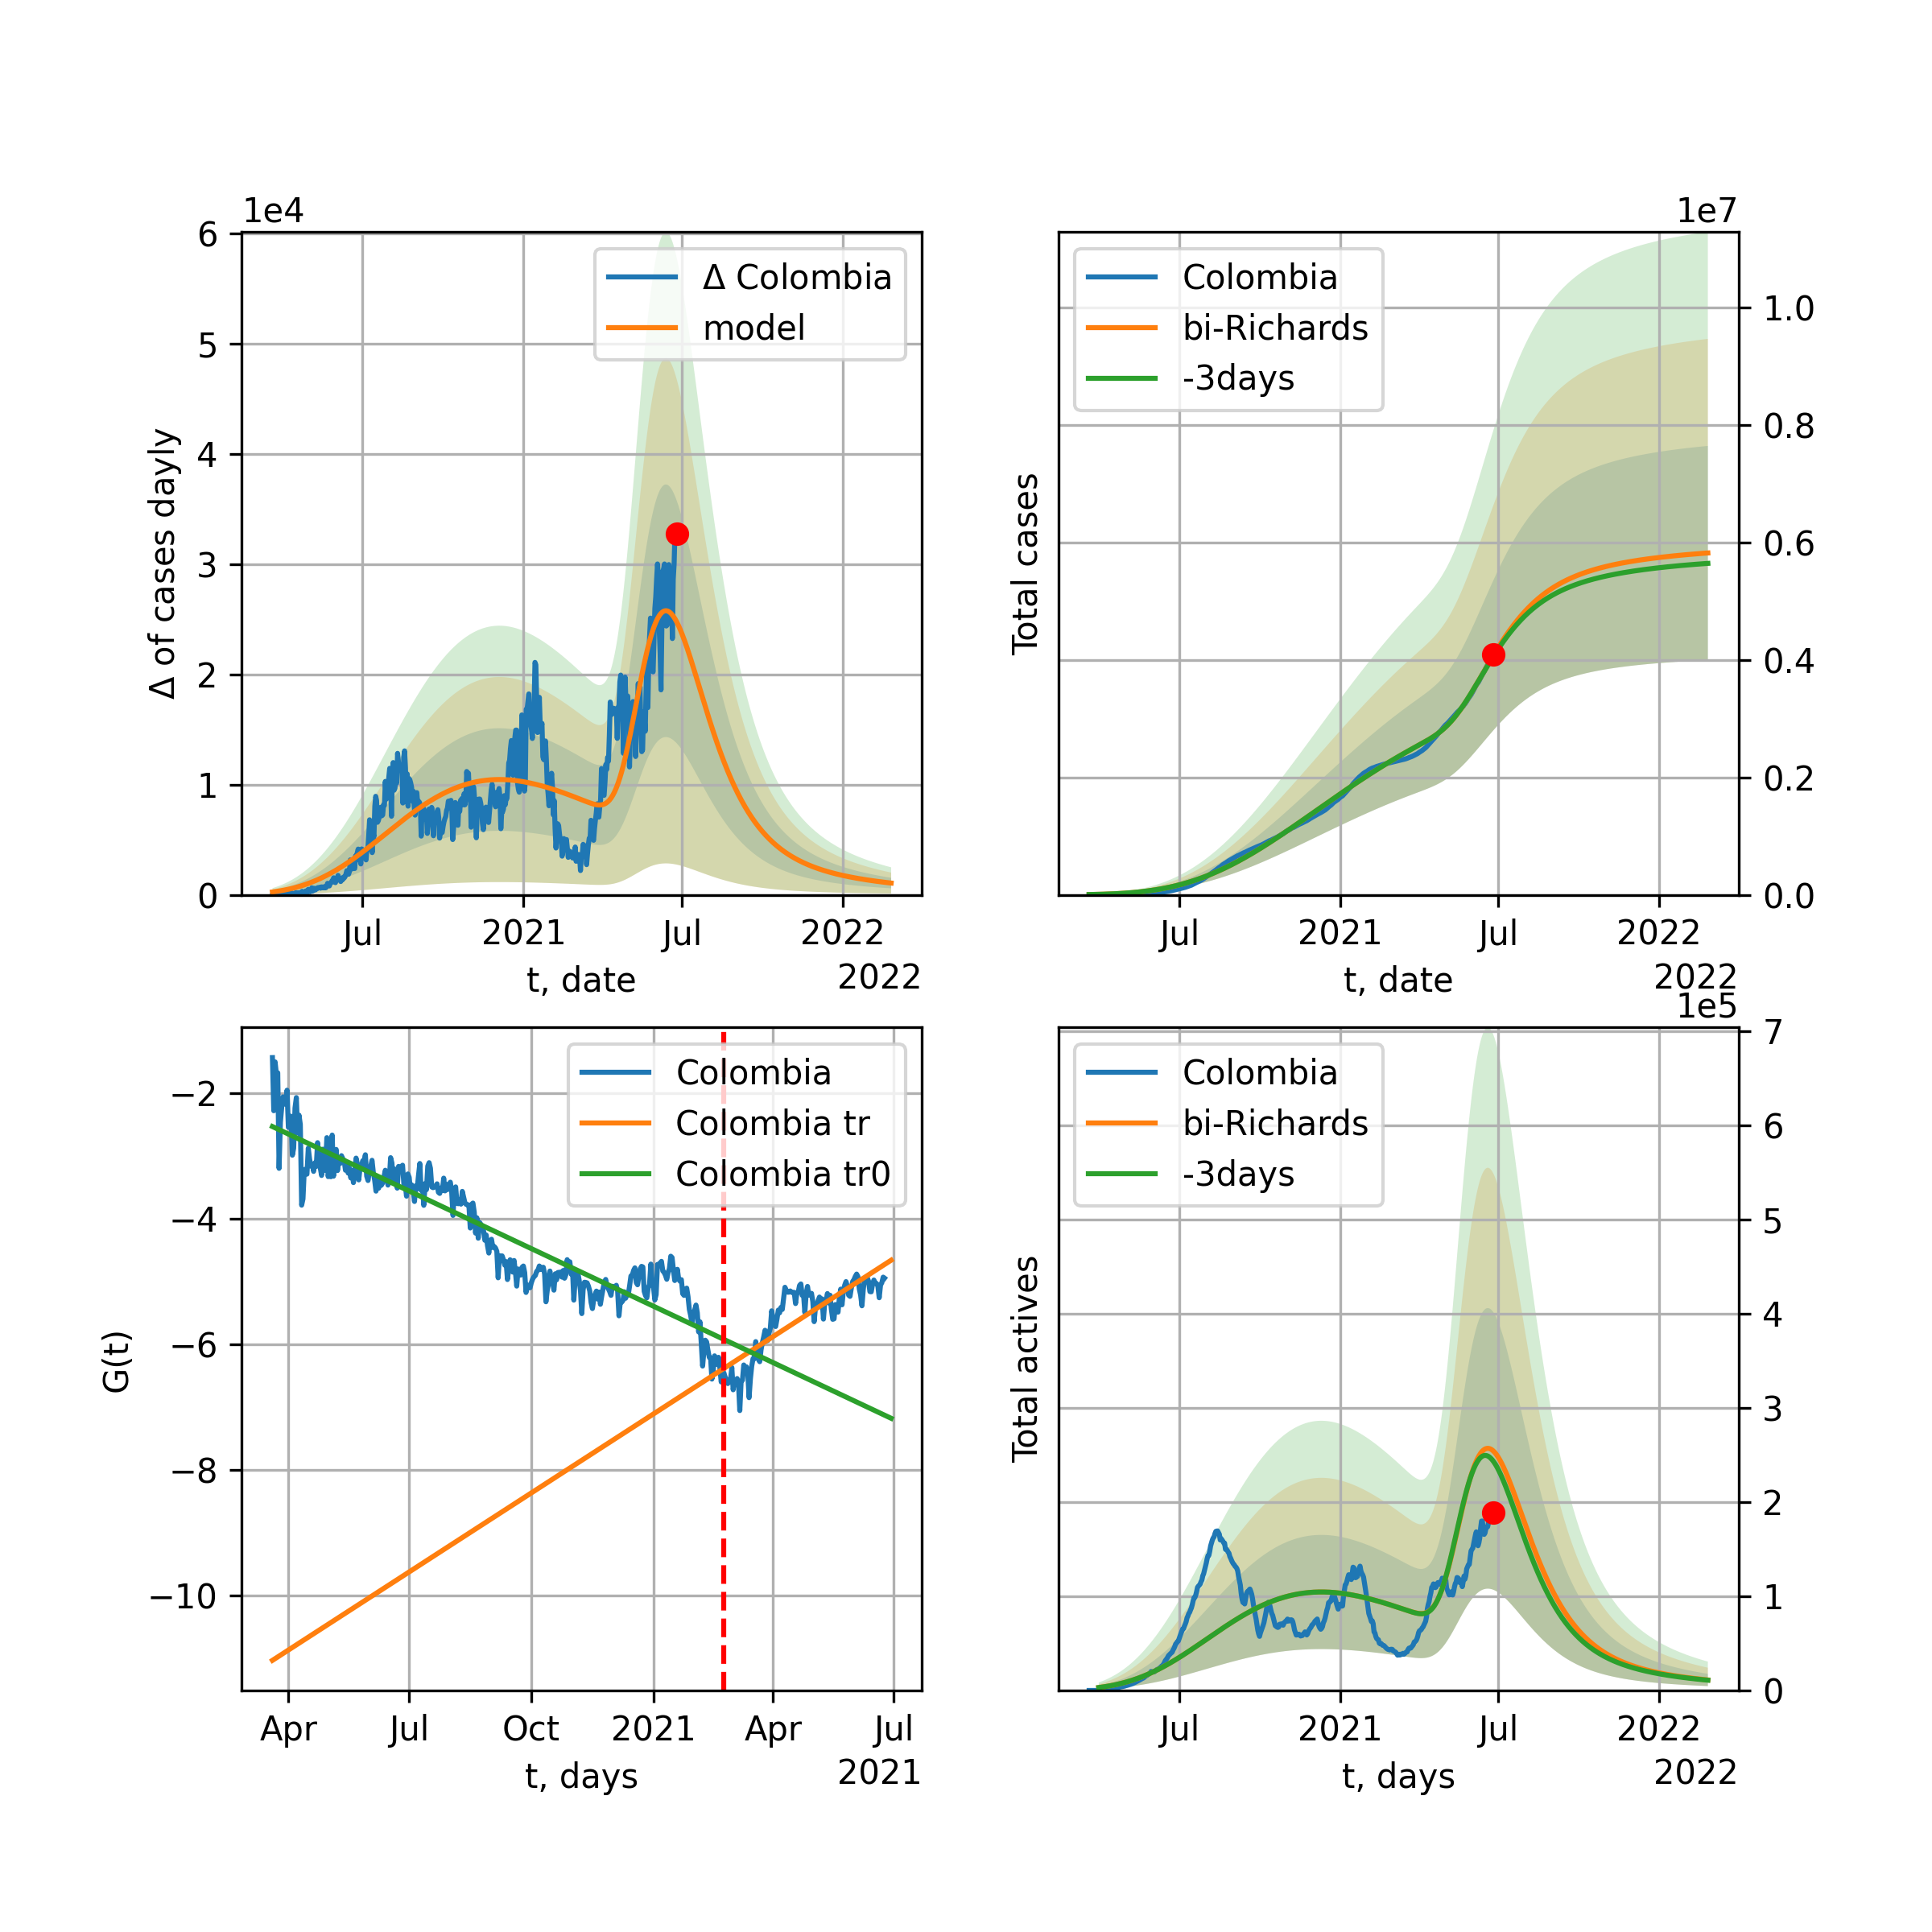 1e4
6
5
4
3
2
1
0
Δ of cases dayly
Δ Colombia
model
Jul
2021
Jul
2022
t, date
2022
1e7
Colombia
bi-Richards
-3days
Total cases
1.0
0.8
0.6
0.4
0.2
0.0
Jul
2021
Jul
2022
t, date
2022
−2
−4
−6
−8
−10
G(t)
Colombia
Colombia tr
Colombia tr0
Apr
Jul
Oct
2021
Apr
Jul
t, days
2021
1e5
Colombia
bi-Richards
-3days
Total actives
7
6
5
4
3
2
1
0
Jul
2021
Jul
2022
t, days
2022